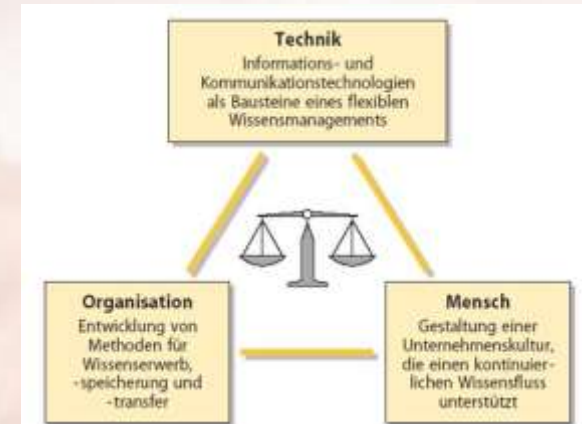 Technik
Informations- und
Kommunikationstechnologien
als Bausteine eines flexiblen
Wissensmanagements
Organisation
Entwicklung von
Methoden für
Wissenserwerb,
-speicherung und
-transfer
Mensch
Gestaltung einer
Unternehmenskultur,
die einen kontinuier-
lichen Wissensfluss
unterstützt